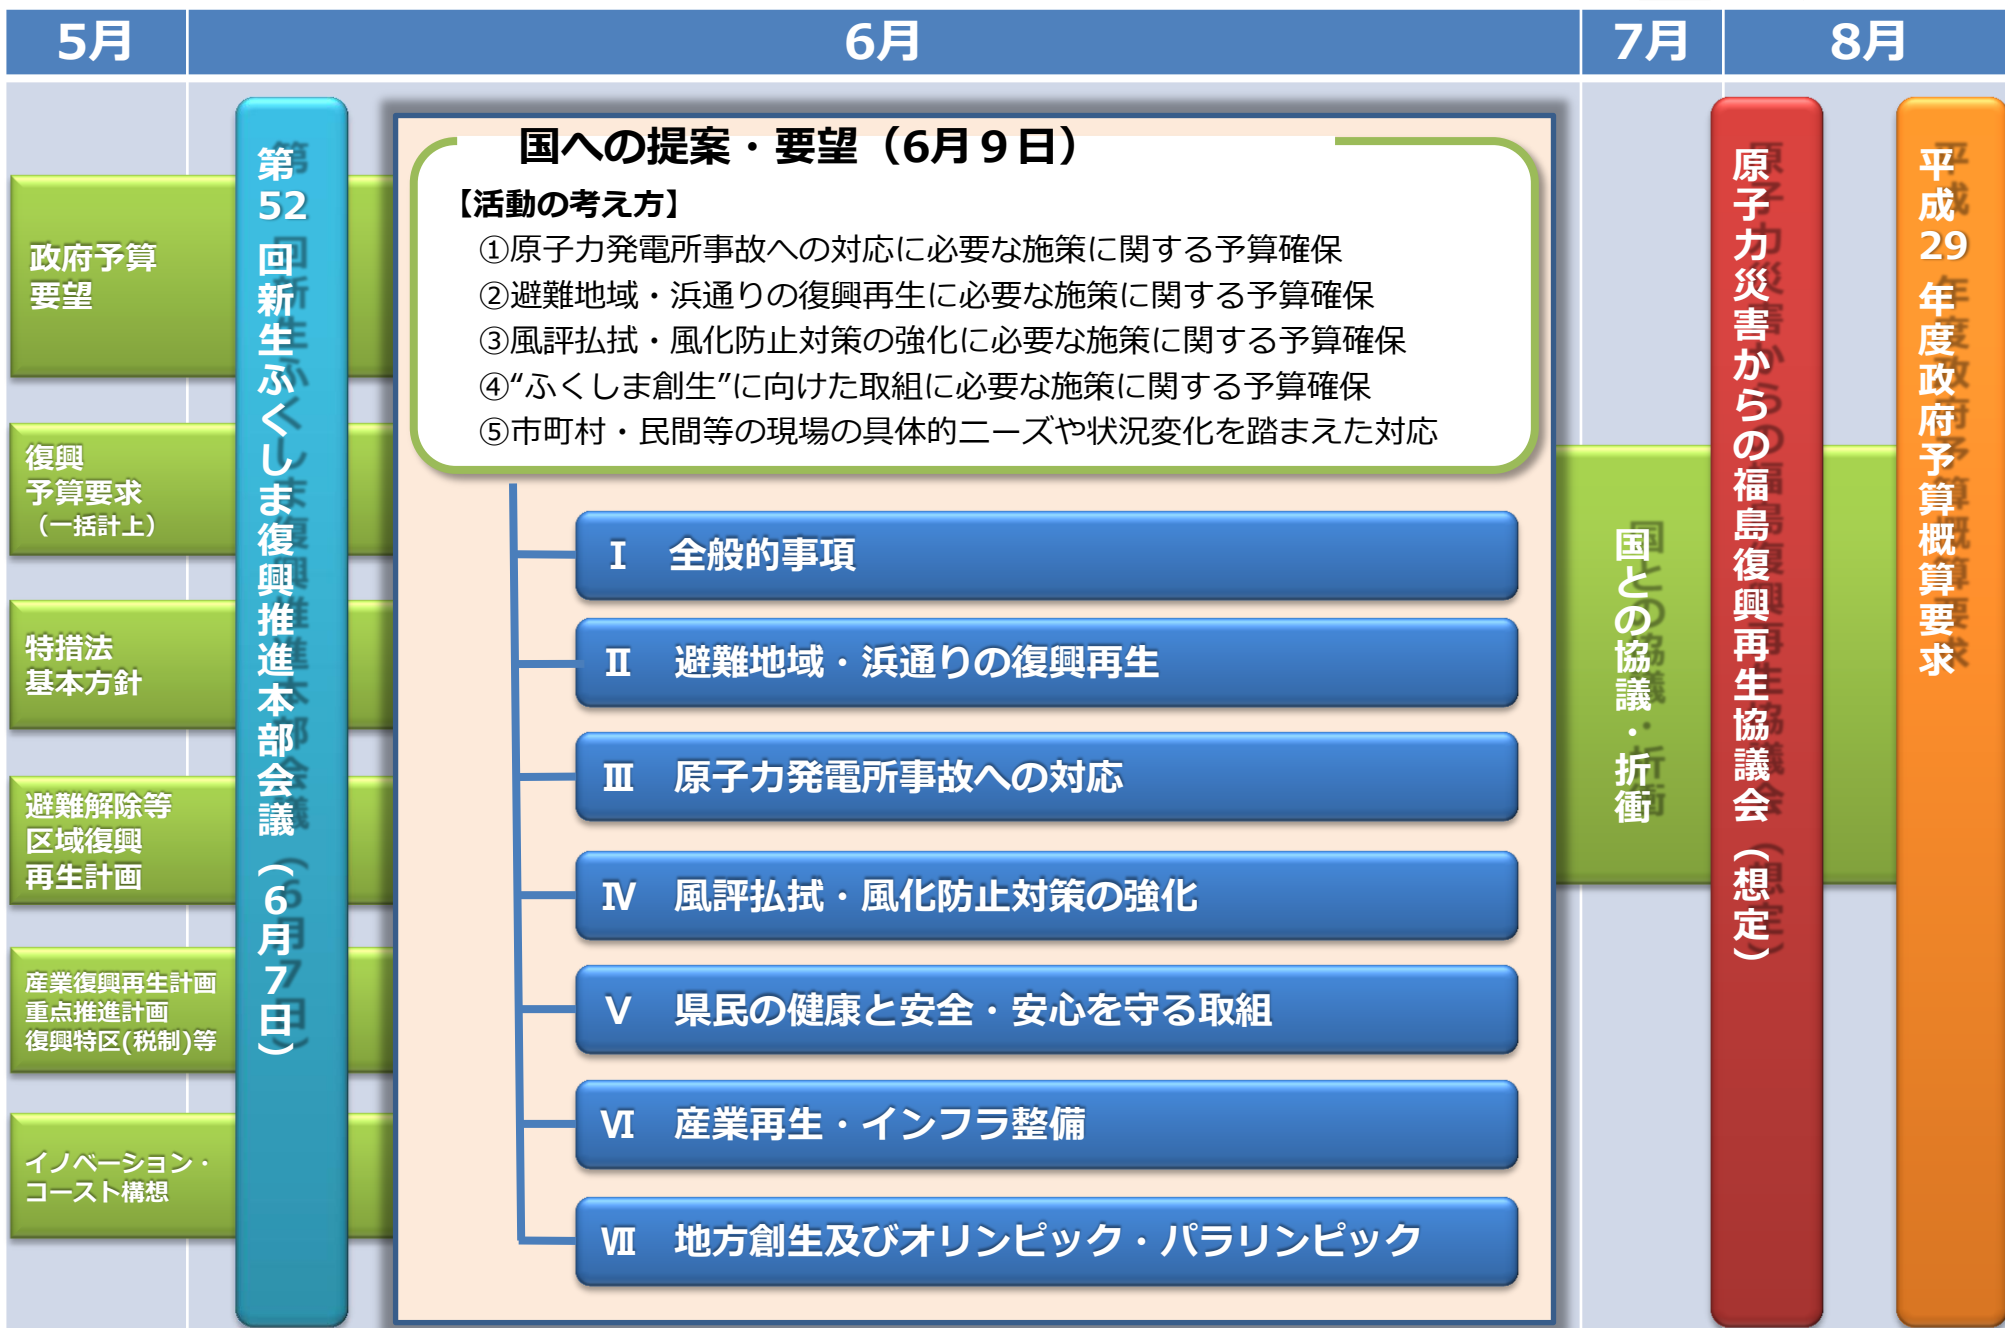 5月
6月
7月
8月
政府予算
要望
復興
予算要求
（一括計上）
特措法
基本方針
避難解除等
区域復興
再生計画
産業復興再生計画
重点推進計画
復興特区(税制)等
イノベーション・
コースト構想
第52回新生ふくしま復興推進本部会議（6月7日）
国への提案・要望（6月９日）
【活動の考え方】
①原子力発電所事故への対応に必要な施策に関する予算確保
②避難地域・浜通りの復興再生に必要な施策に関する予算確保
③風評払拭・風化防止対策の強化に必要な施策に関する予算確保
④“ふくしま創生”に向けた取組に必要な施策に関する予算確保
⑤市町村・民間等の現場の具体的ニーズや状況変化を踏まえた対応
Ⅰ　全般的事項
Ⅱ　避難地域・浜通りの復興再生
Ⅲ　原子力発電所事故への対応
Ⅳ　風評払拭・風化防止対策の強化
Ⅴ　県民の健康と安全・安心を守る取組
Ⅵ　産業再生・インフラ整備
Ⅶ　地方創生及びオリンピック・パラリンピック
国との協議・折衝
原子力災害からの福島復興再生協議会（想定）
平成29年度政府予算概算要求